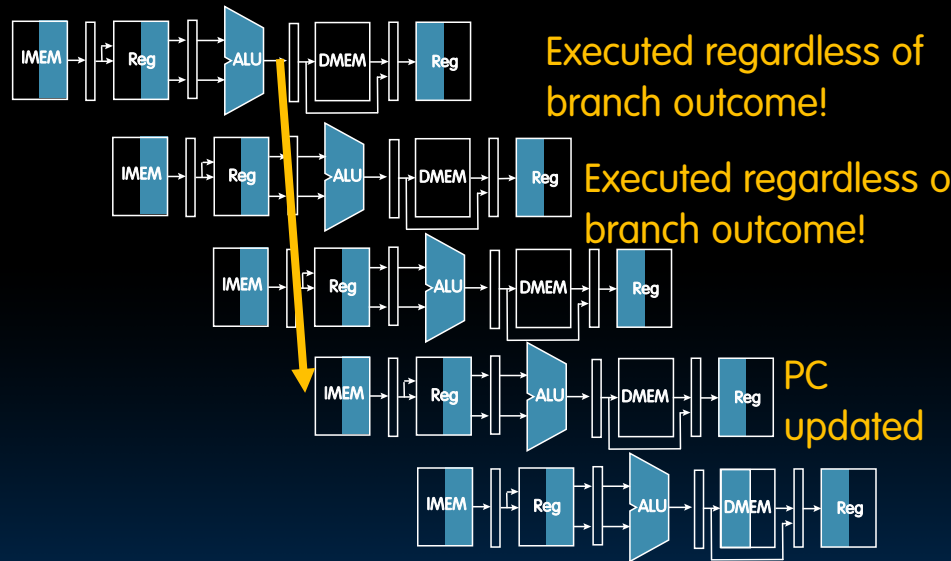 IMEM Reg ALU DMEM Reg
Executed regardless of
branch outcome!
IMEM Reg ALU DMEM Reg
Executed regardless o
branch outcome!
IMEM Reg ALU DMEM Reg
IMEM Reg ALU DMEM Reg
PC
updated
IMEM Reg ALU DMEM Reg